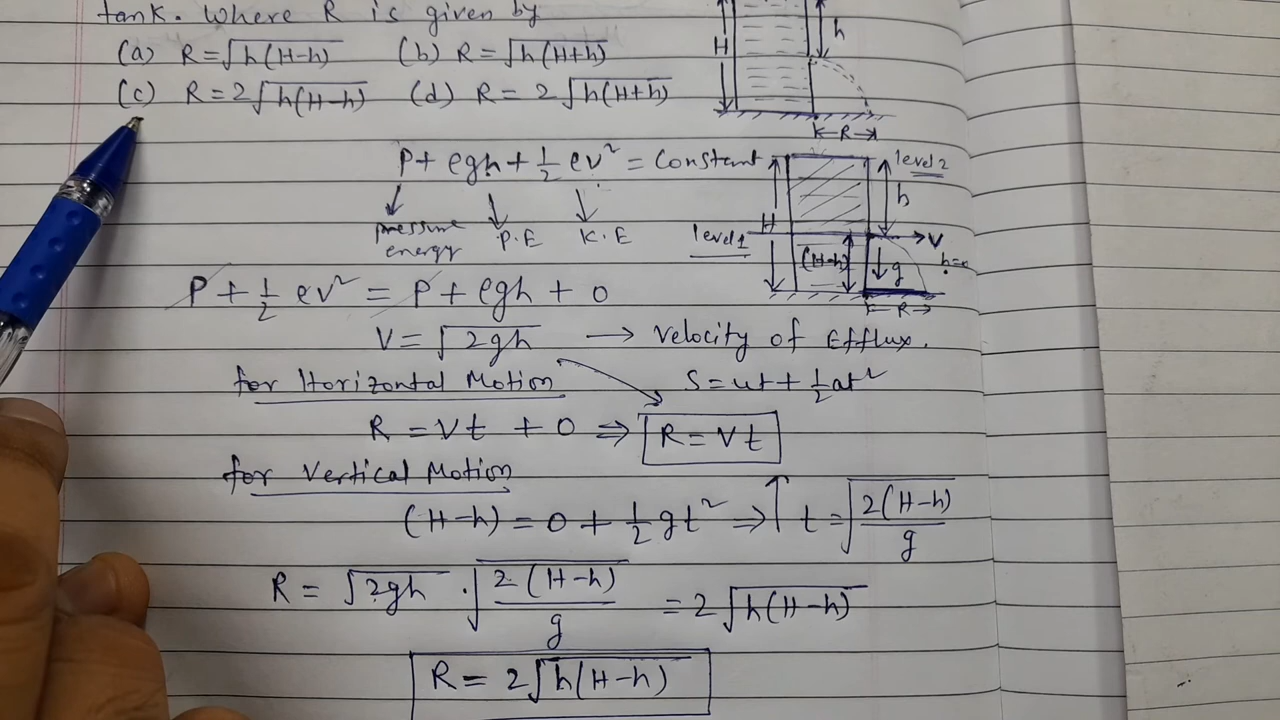 tank. Where R is given by
(a) R=√h(H-h) (b) R=√h(H+h)
(c) R=2√h(H-h) (d) R=2√h(H+h)
H
h
R
P+ρgh+½ρv²=Constant
pressure energy
P.E
K.E
level 2
h
H
level 1
(H-h)
V
g
R
P+½ρv²=P+ρgh+0
V=√2gh → Velocity of Efflux.
for Horizontal Motion S=ut+½at²
R=Vt+0 ⇒ R=Vt
for Vertical Motion
(H-h)=0+½gt² ⇒ t=√2(H-h)/g
R=√2gh.√2(H-h)/g =2√h(H-h)
R=2√h(H-h)